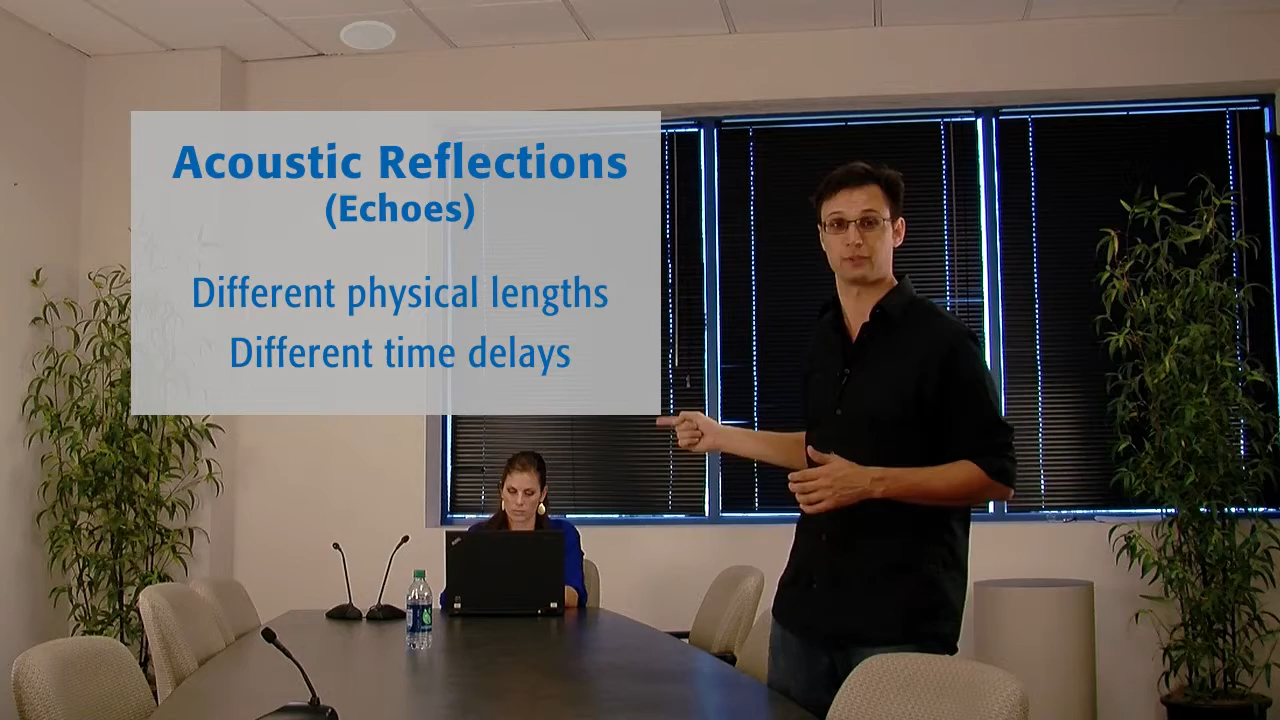 Acoustic Reflections
(Echoes)
Different physical lengths
Different time delays